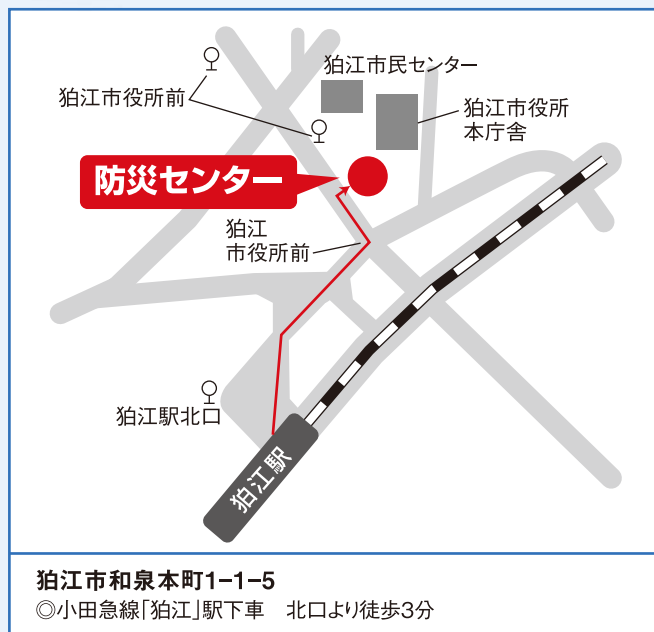 狛江市民センター
狛江市役所前
狛江市役所
本庁舎
防災センター
狛江
市役所前
狛江駅北口
狛江駅
狛江市和泉本町1-1-5
◎小田急線｢狛江｣駅下車　北口より徒歩3分